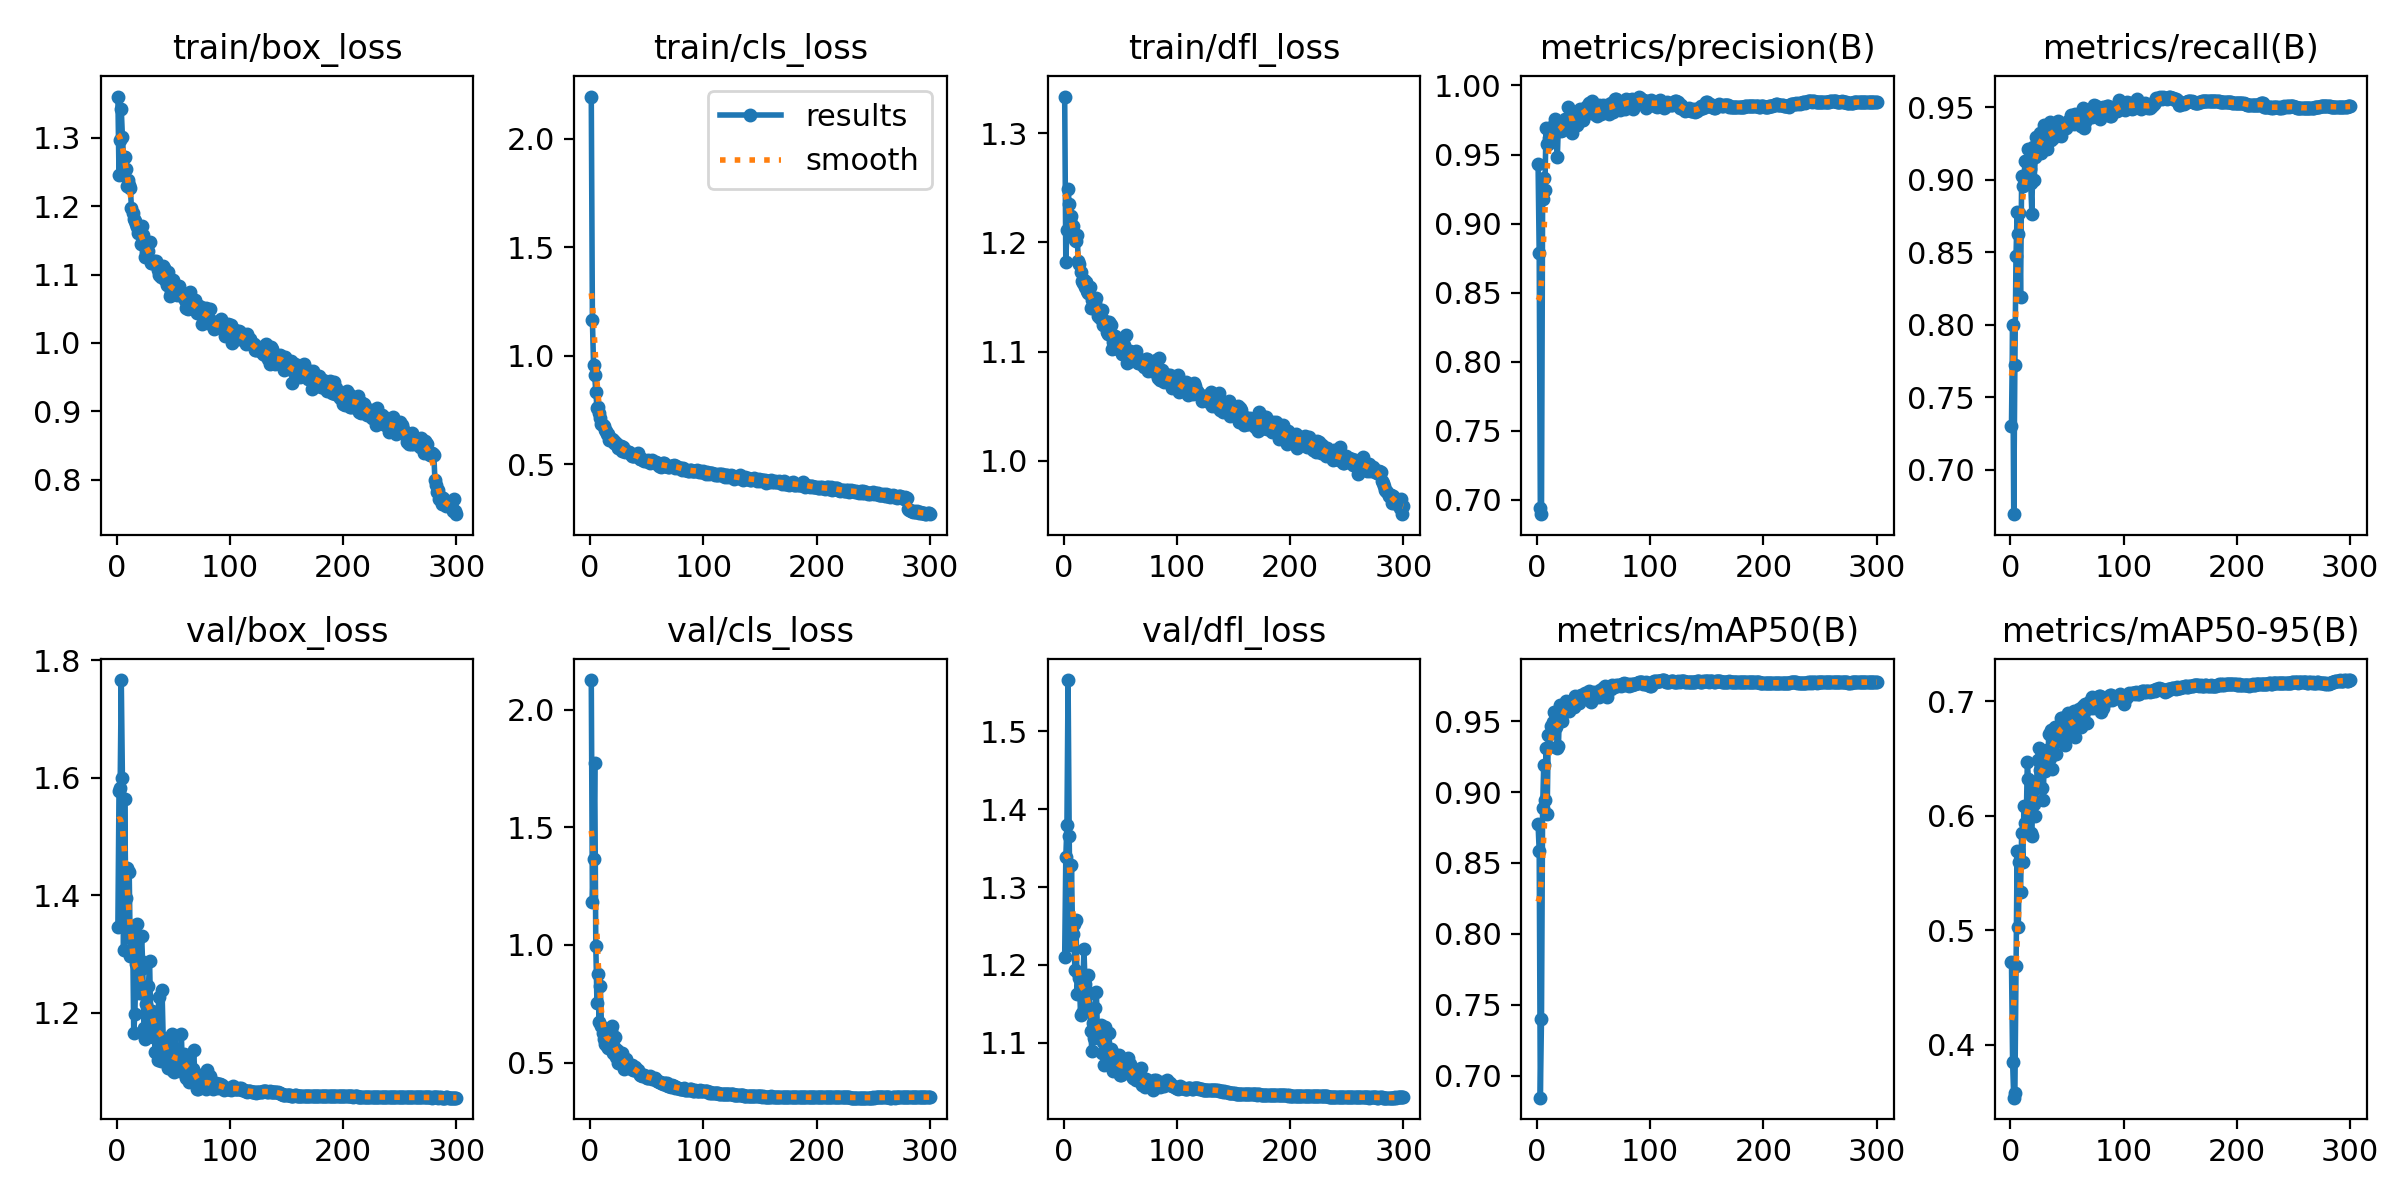 train/box_loss
1.3
1.2
1.1
1.0
0.9
0.8
0 100 200 300
train/cls_loss
results
smooth
2.0
1.5
1.0
0.5
0 100 200 300
train/dfl_loss
1.3
1.2
1.1
1.0
0 100 200 300
metrics/precision(B)
1.00
0.95
0.90
0.85
0.80
0.75
0.70
0 100 200 300
metrics/recall(B)
0.95
0.90
0.85
0.80
0.75
0.70
0 100 200 300
val/box_loss
1.8
1.6
1.4
1.2
0 100 200 300
val/cls_loss
2.0
1.5
1.0
0.5
0 100 200 300
val/dfl_loss
1.5
1.4
1.3
1.2
1.1
0 100 200 300
metrics/mAP50(B)
0.95
0.90
0.85
0.80
0.75
0.70
0 100 200 300
metrics/mAP50-95(B)
0.7
0.6
0.5
0.4
0 100 200 300